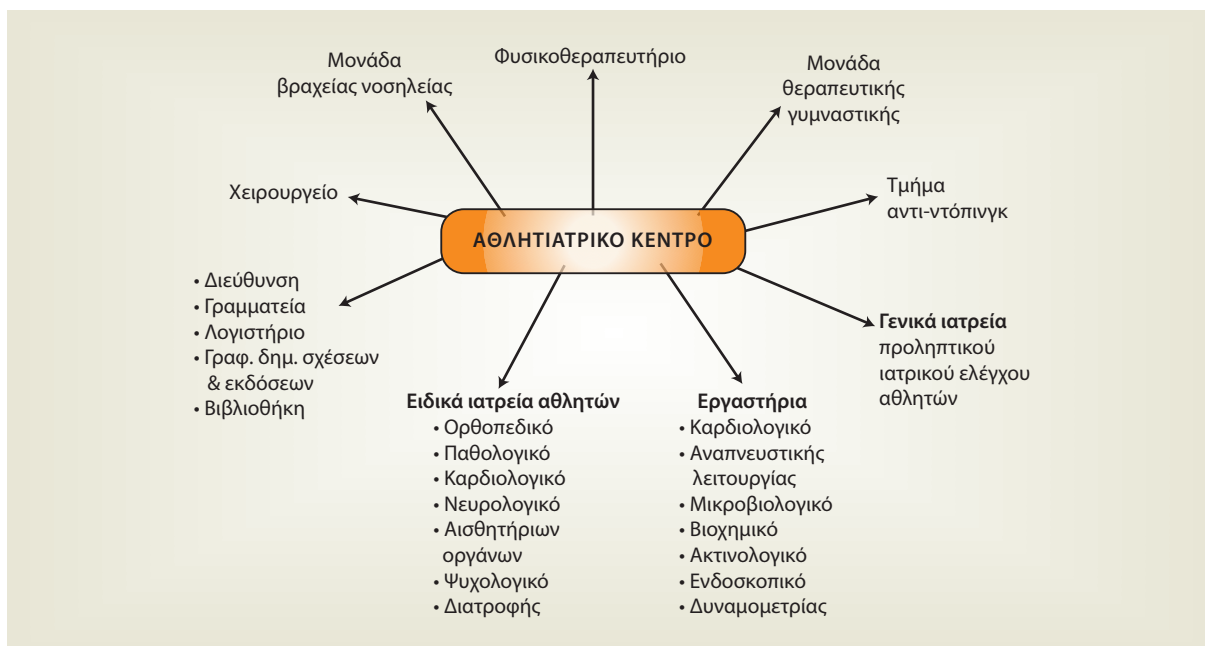 Μονάδα
βραχείας νοσηλείας
Φυσικοθεραπευτήριο
Μονάδα
θεραπευτικής
γυμναστικής
Χειρουργείο
Τμήμα
αντι-ντόπινγκ
ΑΘΛΗΤΙΑΤΡΙΚΟ ΚΕΝΤΡΟ
• Διεύθυνση
• Γραμματεία
• Λογιστήριο
• Γραφ. δημ. σχέσεων
& εκδόσεων
• Βιβλιοθήκη
Γενικά ιατρεία
προληπτικού
ιατρικού ελέγχου
αθλητών
Ειδικά ιατρεία αθλητών
• Ορθοπεδικό
• Παθολογικό
• Καρδιολογικό
• Νευρολογικό
• Αισθητήριων
οργάνων
• Ψυχολογικό
• Διατροφής
Εργαστήρια
• Καρδιολογικό
• Αναπνευστικής
λειτουργίας
• Μικροβιολογικό
• Βιοχημικό
• Ακτινολογικό
• Ενδοσκοπικό
• Δυναμομετρίας